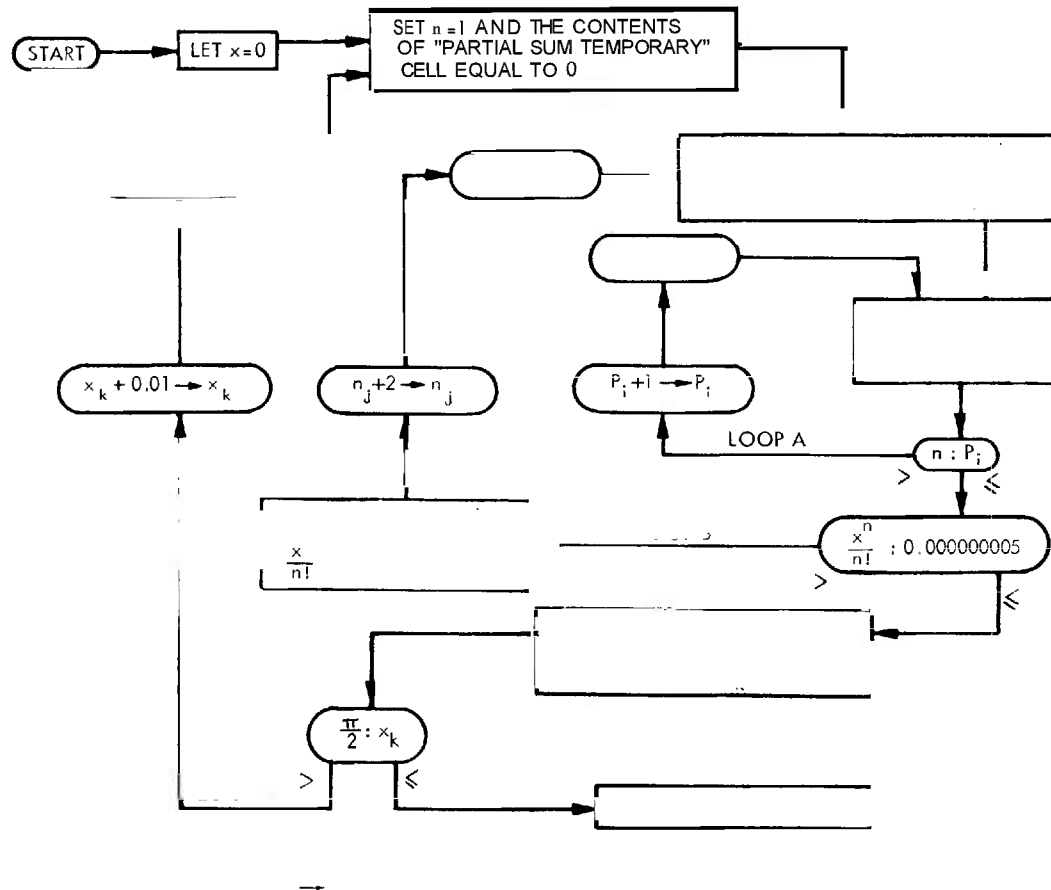 START
LET x=0
SET n=1 AND THE CONTENTS
OF "PARTIAL SUM TEMPORARY"
CELL EQUAL TO 0
x_k + 0.01 → x_k
n_j+2 → n_j
P_i+1 → P_i
LOOP A
n : P_i
> ≤
x^n/n! : 0.000000005
> ≤
x/n!
π/2 : x_k
> ≤
→